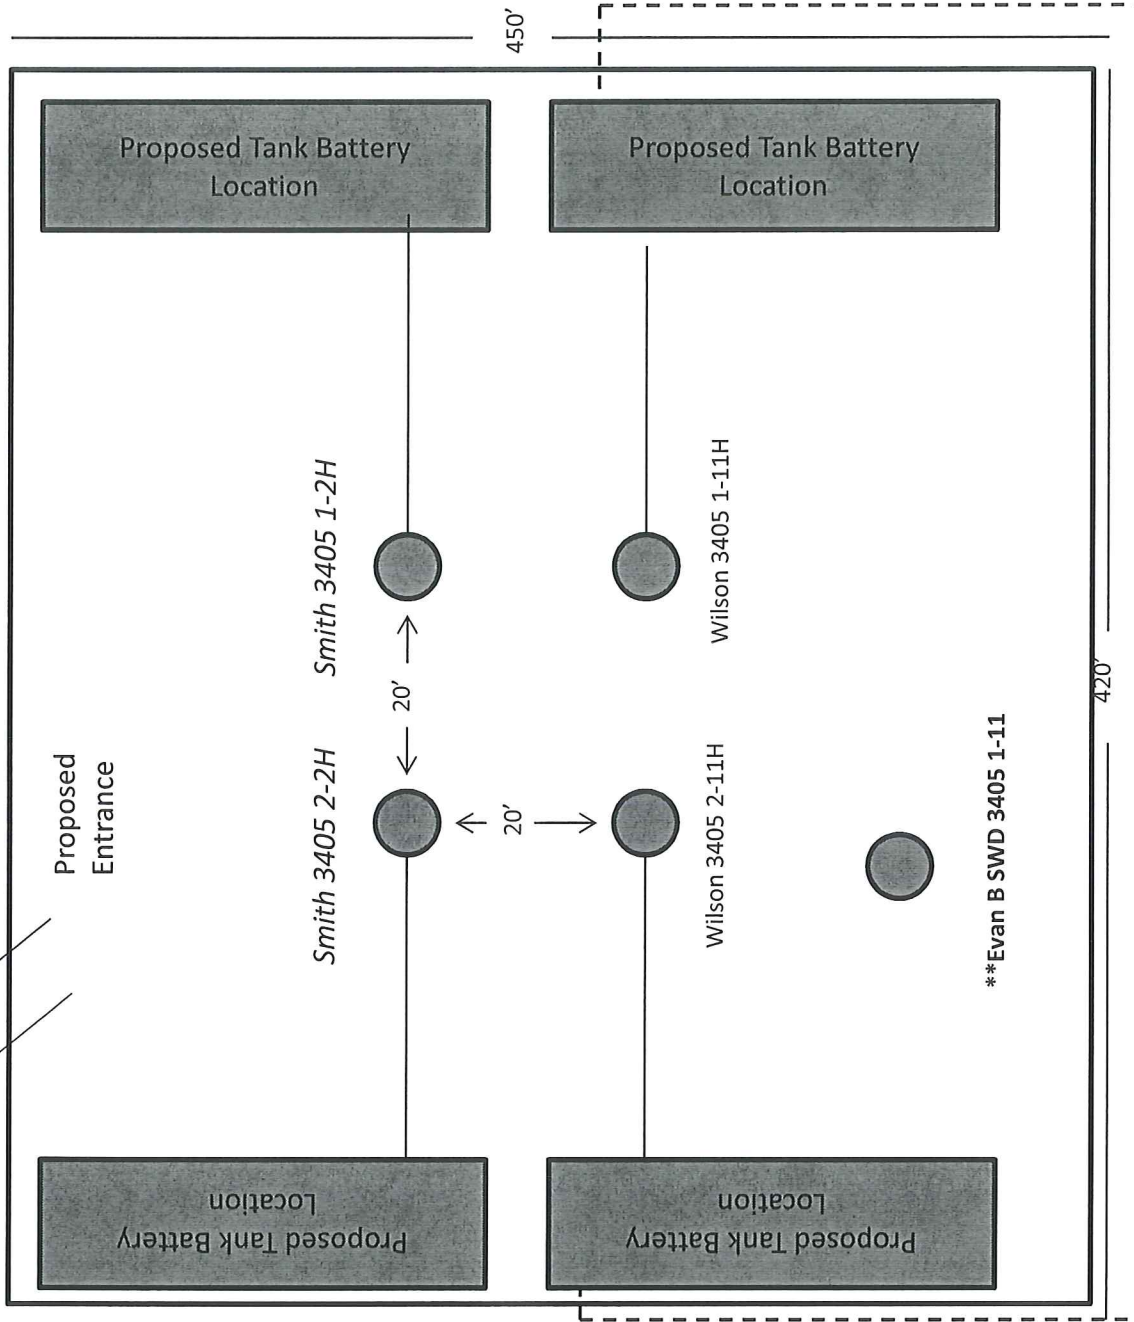 450'
Proposed Tank Battery
Location
Proposed Tank Battery
Location
Smith 3405 1-2H
Wilson 3405 1-11H
20'
420'
Proposed
Entrance
Smith 3405 2-2H
20'
Wilson 3405 2-11H
**Evan B SWD 3405 1-11
Proposed Tank Battery
Location
Proposed Tank Battery
Location